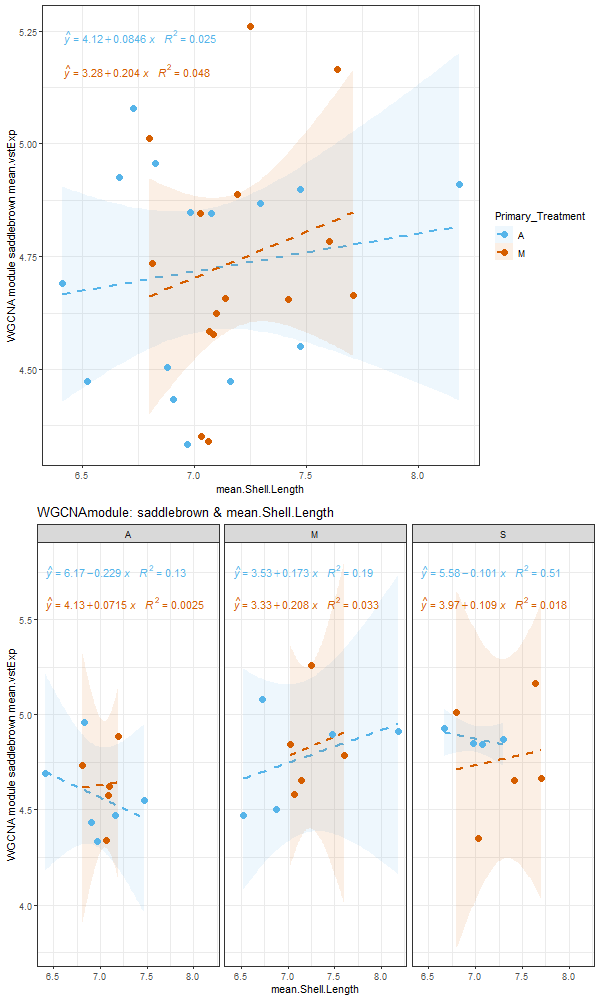 5.25
5.00
4.75
4.50
WGCNA module saddlebrown mean.vstExp
ŷ = 4.12 + 0.0846 x R² = 0.025
ŷ = 3.28 + 0.204 x R² = 0.048
6.5 7.0 7.5 8.0
mean.Shell.Length
Primary_Treatment
A
M
WGCNAmodule: saddlebrown & mean.Shell.Length
A M S
ŷ = 6.17 − 0.229 x R² = 0.13
ŷ = 4.13 + 0.0715 x R² = 0.0025
ŷ = 3.53 + 0.173 x R² = 0.19
ŷ = 3.33 + 0.208 x R² = 0.033
ŷ = 5.58 − 0.101 x R² = 0.51
ŷ = 3.97 + 0.109 x R² = 0.018
5.5
5.0
4.5
4.0
WGCNA module saddlebrown mean.vstExp
6.5 7.0 7.5 8.0 6.5 7.0 7.5 8.0 6.5 7.0 7.5 8.0
mean.Shell.Length